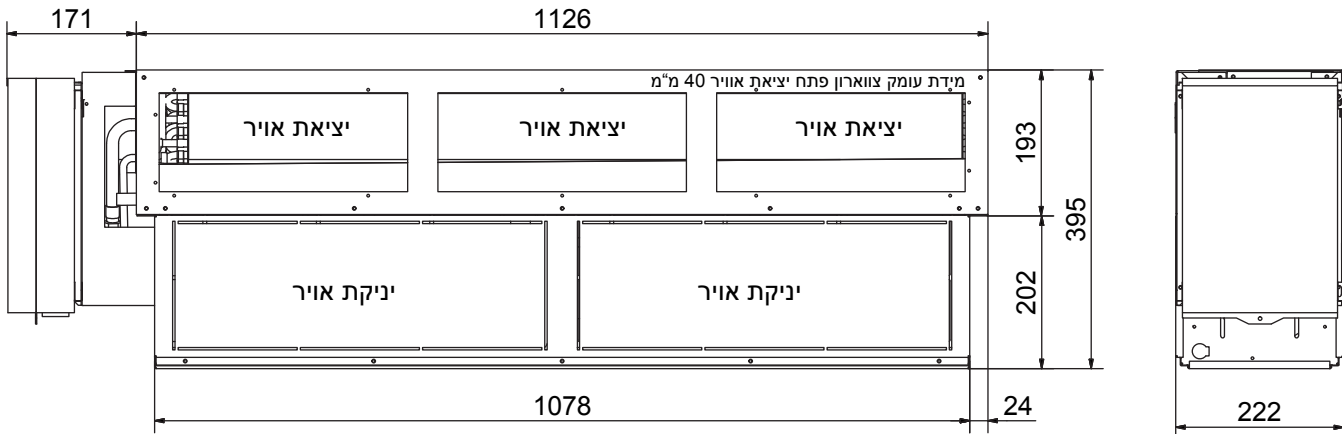 171
1126
מידת עומק צווארון פתח יציאת אוויר 40 מ"מ
יציאת אויר
יציאת אויר
יציאת אויר
193
395
יניקת אויר
יניקת אויר
202
1078
24
222